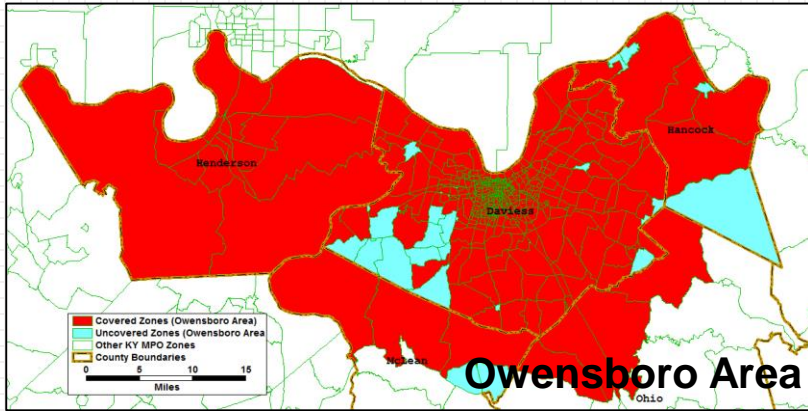 Henderson
Hancock
Daviess
Covered Zones (Owensboro Area)
Uncovered Zones (Owensboro Area
Other KY MPO Zones
County Boundaries
0 5 10 15
Miles
McLean
Owensboro Area
Ohio